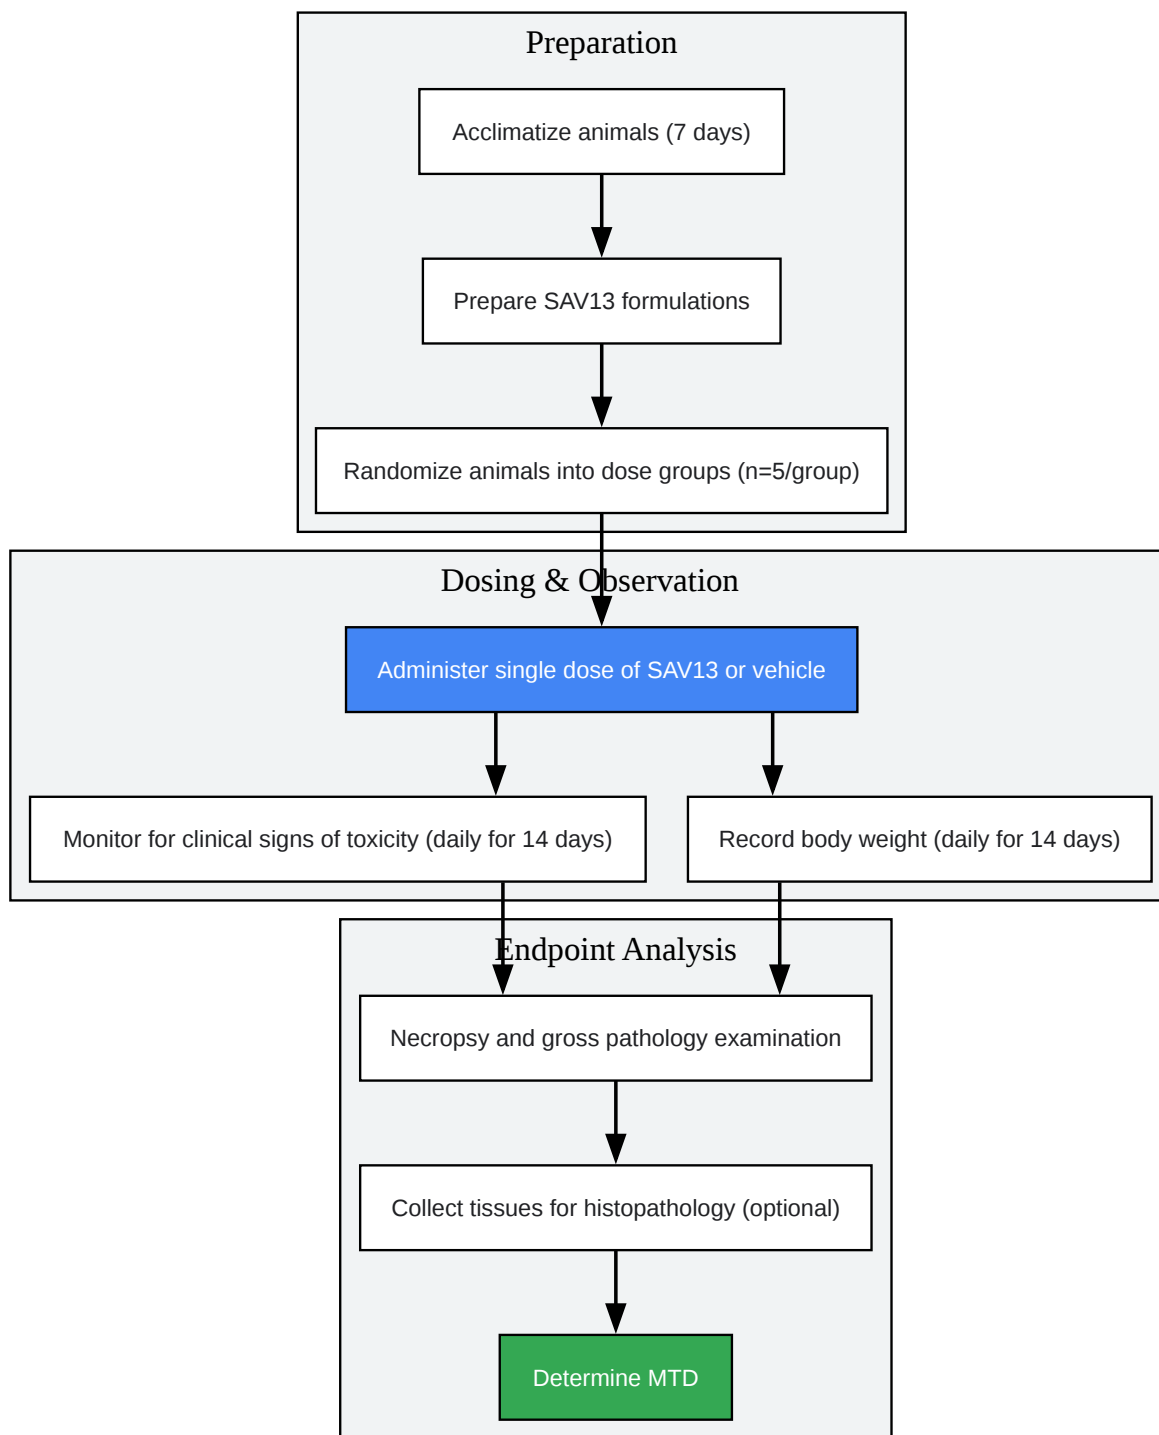 Preparation
Acclimatize animals (7 days)
Prepare SAV13 formulations
Randomize animals into dose groups (n=5/group)
Dosing & Observation
Administer single dose of SAV13 or vehicle
Monitor for clinical signs of toxicity (daily for 14 days)
Record body weight (daily for 14 days)
Endpoint Analysis
Necropsy and gross pathology examination
Collect tissues for histopathology (optional)
Determine MTD